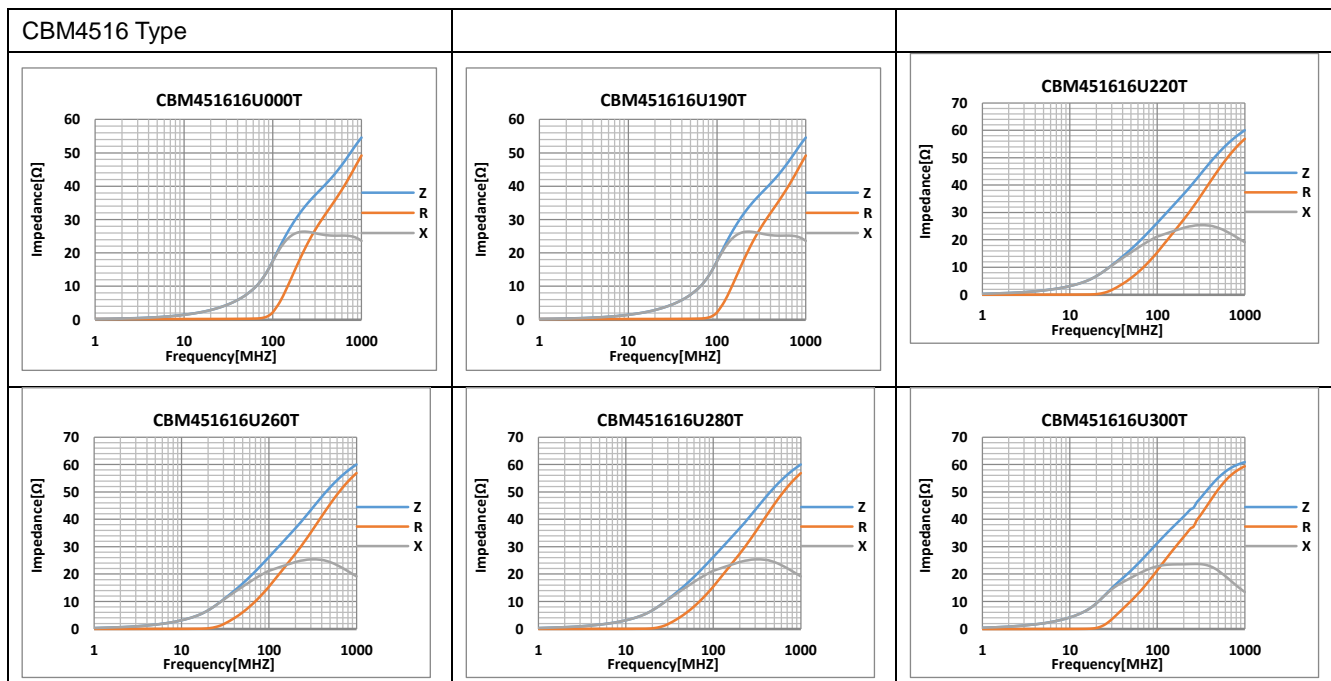 CBM4516 Type
CBM451616U000T
60
50
40
30
20
10
0
Impedance[Ω]
Z
R
X
1 10 100 1000
Frequency[MHZ]
CBM451616U190T
60
50
40
30
20
10
0
Impedance[Ω]
Z
R
X
1 10 100 1000
Frequency[MHZ]
CBM451616U220T
70
60
50
40
30
20
10
0
Impedance[Ω]
Z
R
X
1 10 100 1000
Frequency[MHZ]
CBM451616U260T
70
60
50
40
30
20
10
0
Impedance[Ω]
Z
R
X
1 10 100 1000
Frequency[MHZ]
CBM451616U280T
70
60
50
40
30
20
10
0
Impedance[Ω]
Z
R
X
1 10 100 1000
Frequency[MHZ]
CBM451616U300T
70
60
50
40
30
20
10
0
Impedance[Ω]
Z
R
X
1 10 100 1000
Frequency[MHZ]